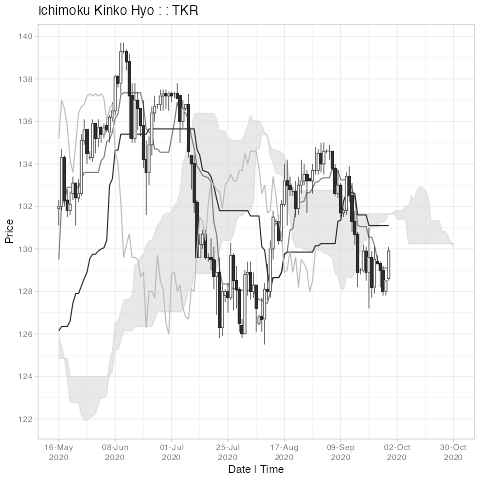 Ichimoku Kinko Hyo : : TKR
140
138
136
134
132
130
128
126
124
122
Price
16-May 08-Jun 01-Jul 25-Jul 17-Aug 09-Sep 02-Oct 30-Oct
2020 2020 2020 2020 2020 2020 2020 2020
Date | Time